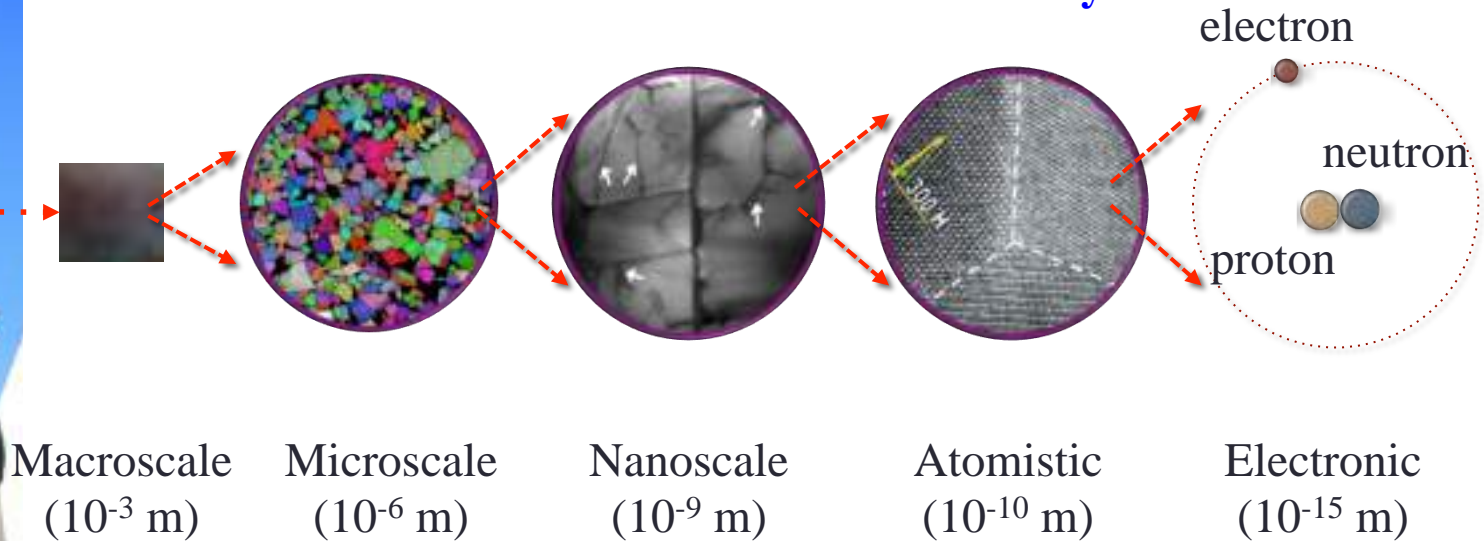 electron
neutron
proton
Macroscale Microscale Nanoscale Atomistic Electronic
(10⁻³ m) (10⁻⁶ m) (10⁻⁹ m) (10⁻¹⁰ m) (10⁻¹⁵ m)